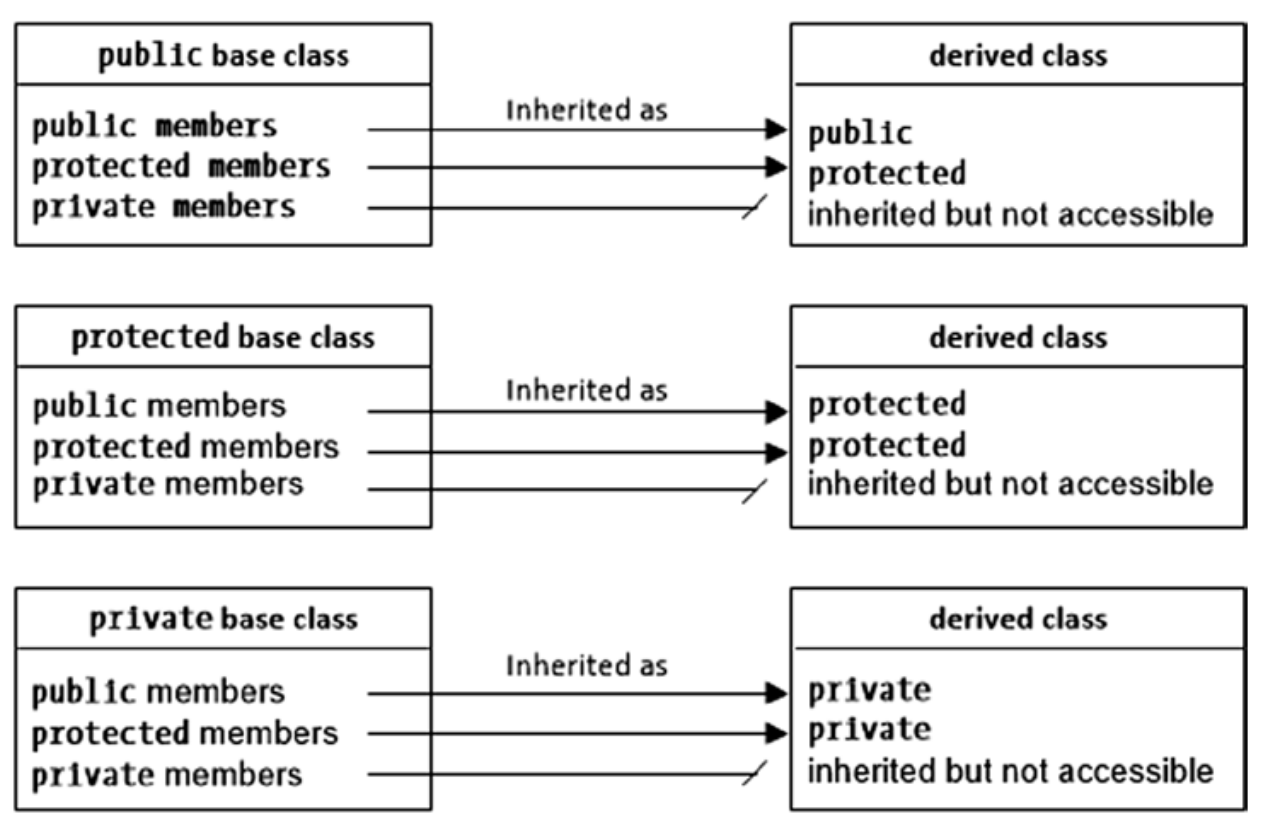 public base class
public members
protected members
private members
Inherited as
derived class
public
protected
inherited but not accessible
protected base class
public members
protected members
private members
Inherited as
derived class
protected
protected
inherited but not accessible
private base class
public members
protected members
private members
Inherited as
derived class
private
private
inherited but not accessible